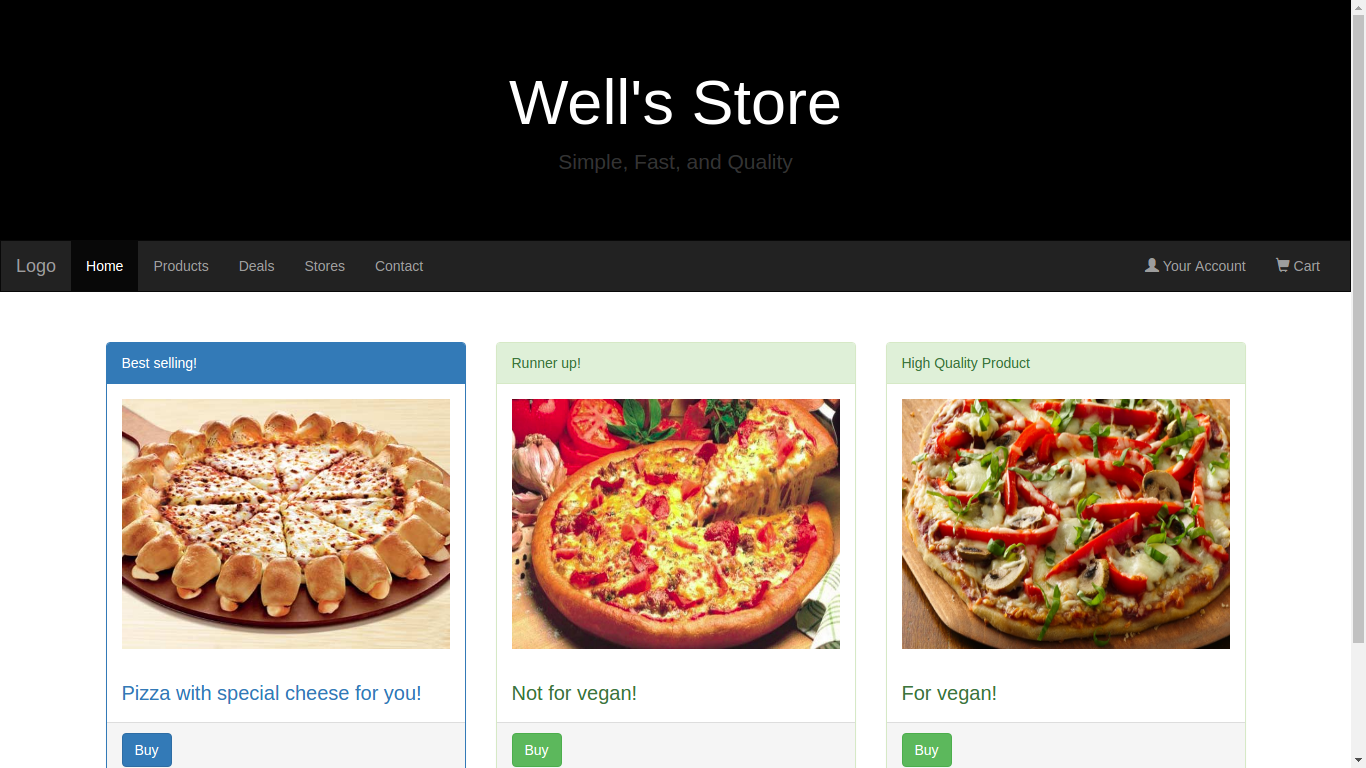 Well's Store
Simple, Fast, and Quality
Logo Home Products Deals Stores Contact Your Account Cart
Best selling!
Runner up!
High Quality Product
Pizza with special cheese for you!
Not for vegan!
For vegan!
Buy
Buy
Buy